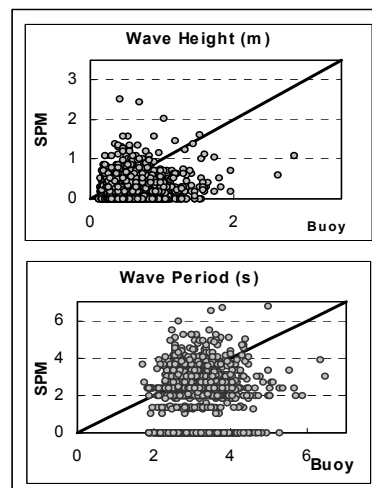 Wave Height (m)
3
2
1
0
SPM
0 2 Buoy
Wave Period (s)
6
4
2
0
SPM
0 2 4 6 Buoy